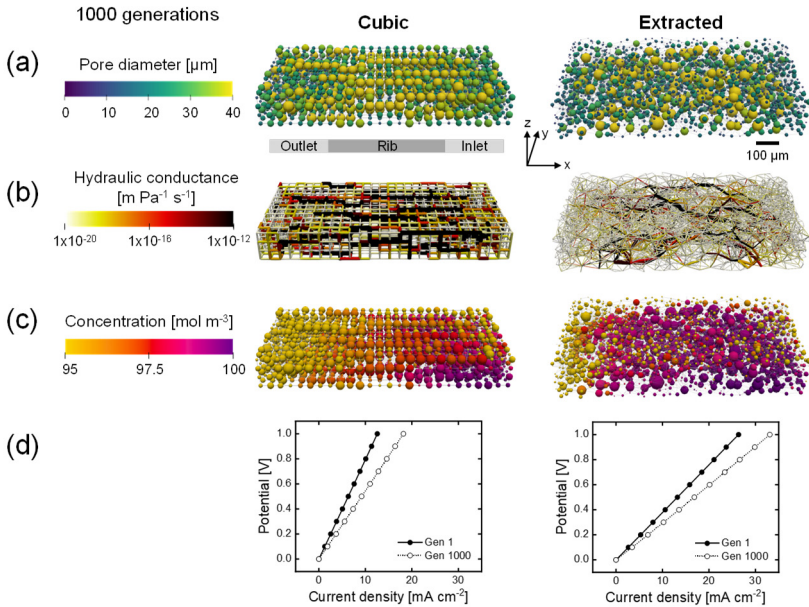 1000 generations
Cubic
Extracted
(a)
Pore diameter [µm]
0 10 20 30 40
Outlet Rib Inlet
z
y
x
100 µm
(b)
Hydraulic conductance
[m Pa⁻¹ s⁻¹]
1x10⁻²⁰ 1x10⁻¹⁶ 1x10⁻¹²
(c)
Concentration [mol m⁻³]
95 97.5 100
(d)
Potential [V]
1.0
0.8
0.6
0.4
0.2
0.0
Gen 1
Gen 1000
0 10 20 30
Current density [mA cm⁻²]
Potential [V]
1.0
0.8
0.6
0.4
0.2
0.0
Gen 1
Gen 1000
0 10 20 30
Current density [mA cm⁻²]